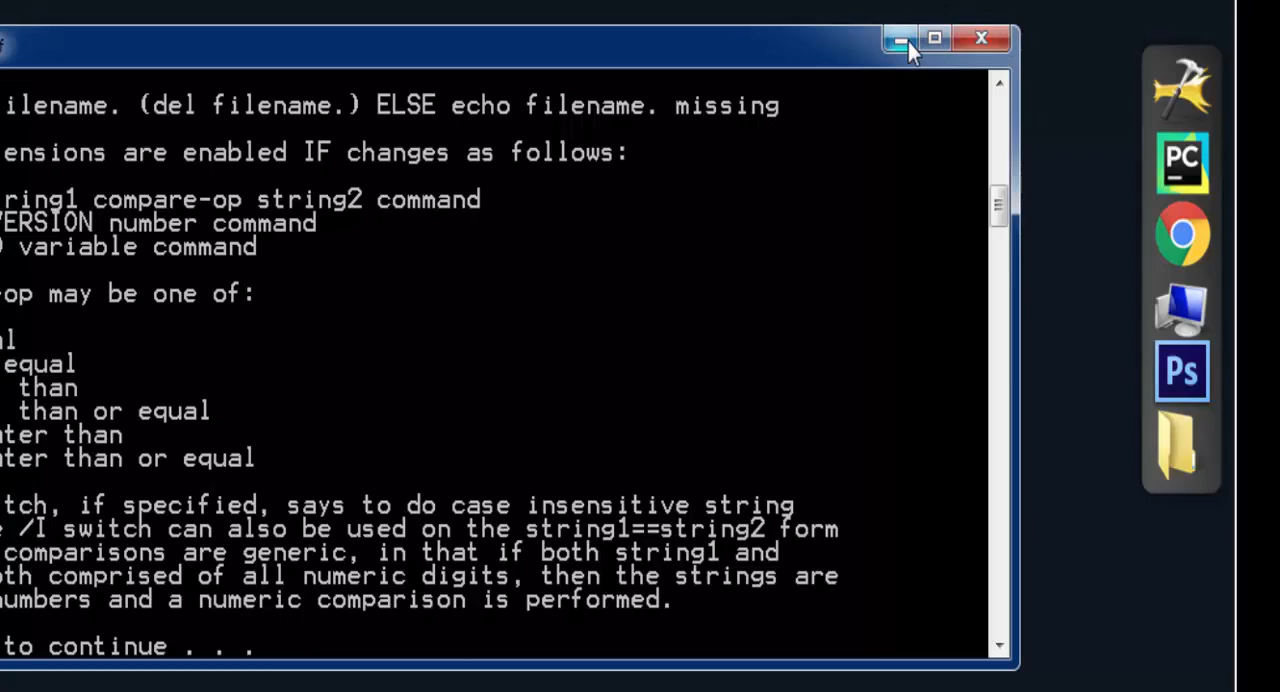 f
ilename. (del filename.) ELSE echo filename. missing
ensions are enabled IF changes as follows:
ring1 compare-op string2 command
VERSION number command
) variable command
-op may be one of:
al
equal
than
than or equal
ter than
ter than or equal
tch, if specified, says to do case insensitive string
e /I switch can also be used on the string1==string2 form
comparisons are generic, in that if both string1 and
oth comprised of all numeric digits, then the strings are
numbers and a numeric comparison is performed.
to continue . . .
PC
Ps